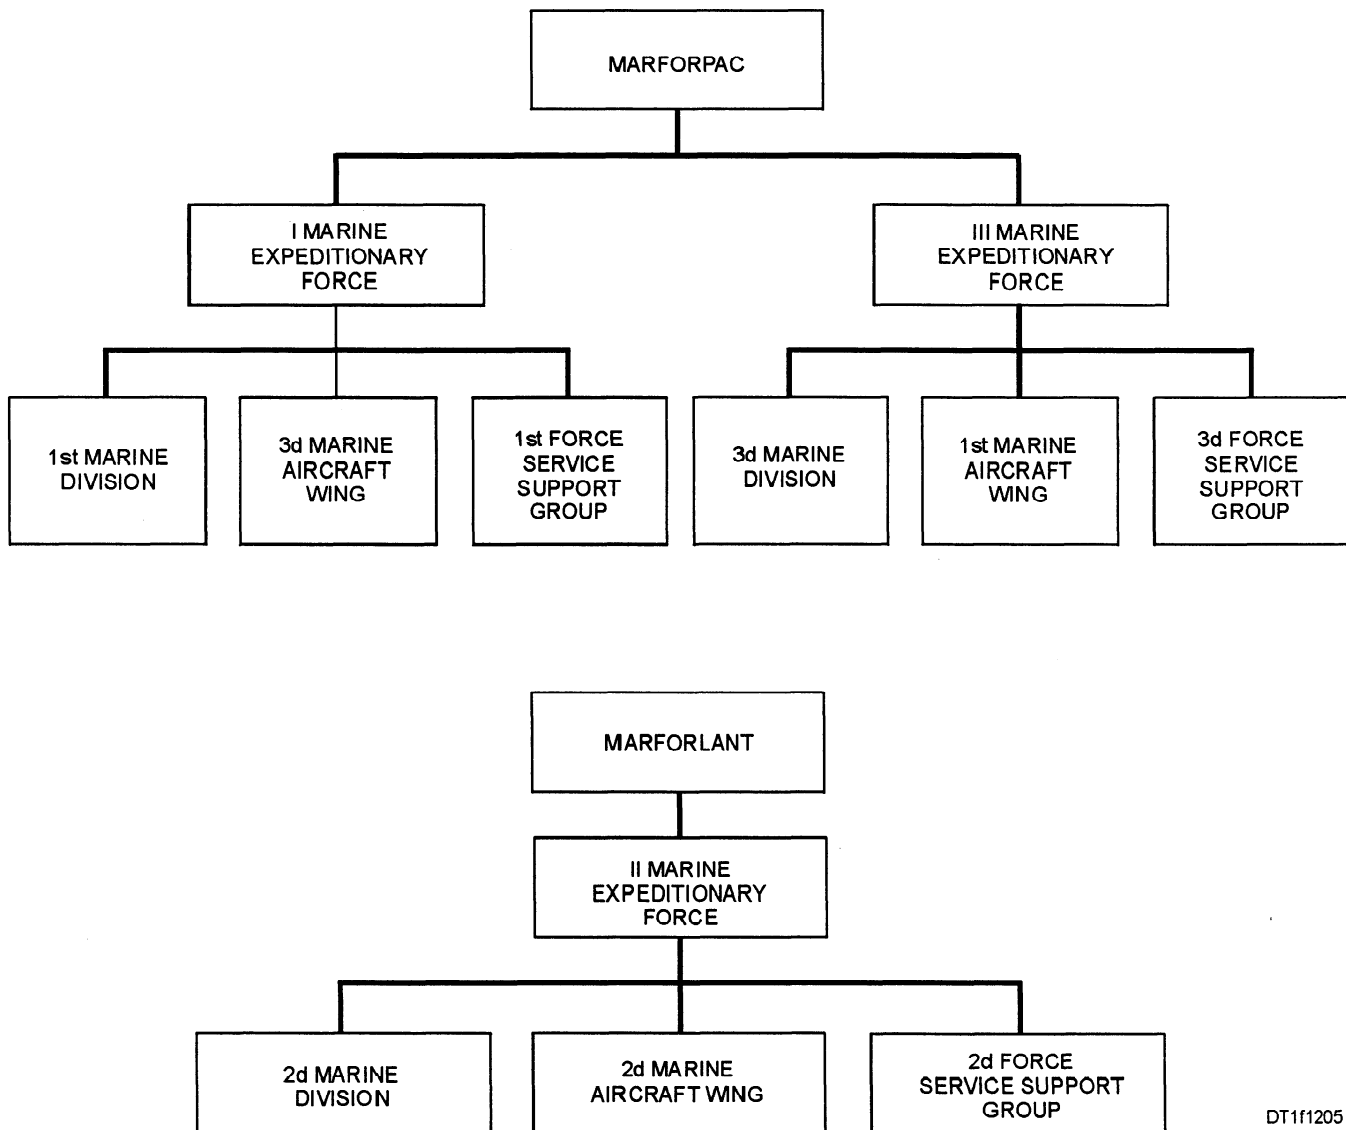 MARFORPAC
I MARINE
EXPEDITIONARY
FORCE
III MARINE
EXPEDITIONARY
FORCE
1st MARINE
DIVISION
3d MARINE
AIRCRAFT
WING
1st FORCE
SERVICE
SUPPORT
GROUP
3d MARINE
DIVISION
1st MARINE
AIRCRAFT
WING
3d FORCE
SERVICE
SUPPORT
GROUP
MARFORLANT
II MARINE
EXPEDITIONARY
FORCE
2d MARINE
DIVISION
2d MARINE
AIRCRAFT WING
2d FORCE
SERVICE SUPPORT
GROUP
DT1f1205